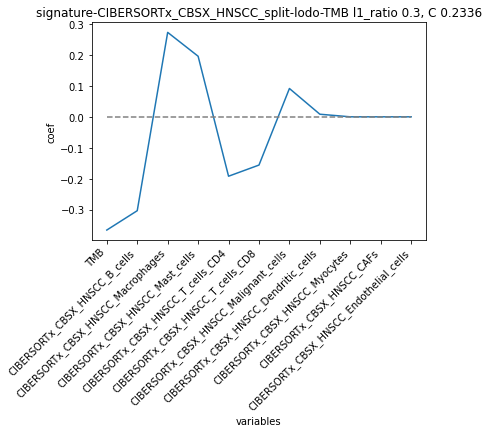 signature-CIBERSORTx_CBSX_HNSCC_split-lodo-TMB l1_ratio 0.3, C 0.2336
0.3
0.2
0.1
0.0
−0.1
−0.2
−0.3
coef
TMB
CIBERSORTx_CBSX_HNSCC_B_cells
CIBERSORTx_CBSX_HNSCC_Macrophages
CIBERSORTx_CBSX_HNSCC_Mast_cells
CIBERSORTx_CBSX_HNSCC_T_cells_CD4
CIBERSORTx_CBSX_HNSCC_T_cells_CD8
CIBERSORTx_CBSX_HNSCC_Malignant_cells
CIBERSORTx_CBSX_HNSCC_Dendritic_cells
CIBERSORTx_CBSX_HNSCC_Myocytes
CIBERSORTx_CBSX_HNSCC_CAFs
CIBERSORTx_CBSX_HNSCC_Endothelial_cells
variables